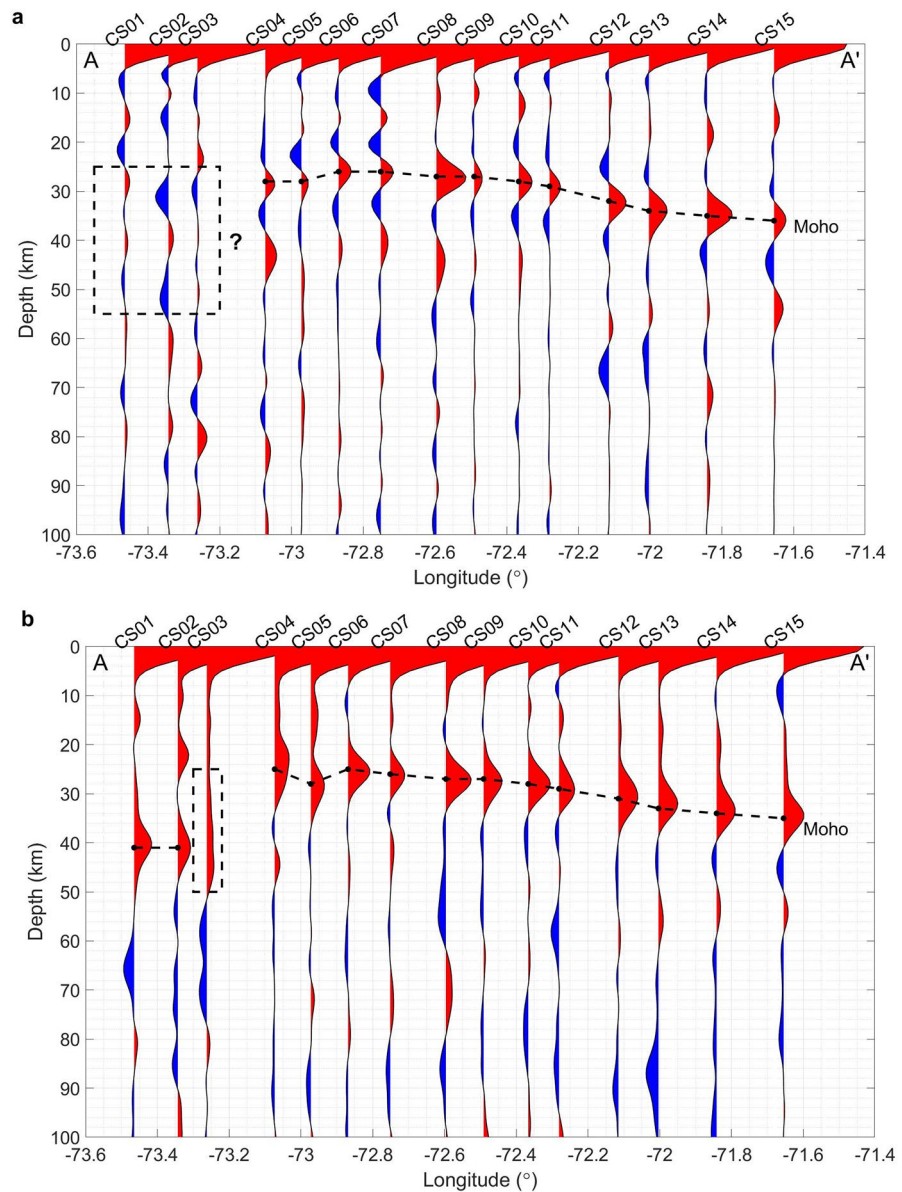 a
CS01 CS02 CS03 CS04 CS05 CS06 CS07 CS08 CS09 CS10 CS11 CS12 CS13 CS14 CS15
A A'
0
10
20
30
40
50
60
70
80
90
100
?
Moho
Depth (km)
-73.6 -73.4 -73.2 -73 -72.8 -72.6 -72.4 -72.2 -72 -71.8 -71.6 -71.4
Longitude (°)
b
CS01 CS02 CS03 CS04 CS05 CS06 CS07 CS08 CS09 CS10 CS11 CS12 CS13 CS14 CS15
A A'
0
10
20
30
40
50
60
70
80
90
100
Moho
Depth (km)
-73.6 -73.4 -73.2 -73 -72.8 -72.6 -72.4 -72.2 -72 -71.8 -71.6 -71.4
Longitude (°)